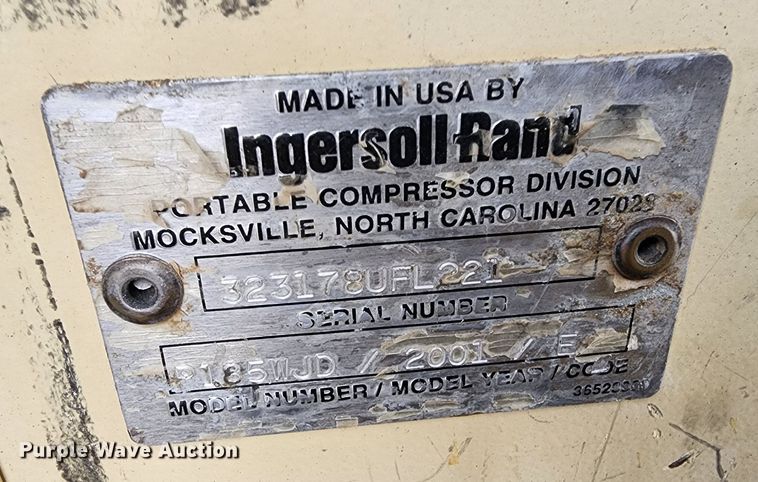 MADE IN USA BY
Ingersoll-Rand
PORTABLE COMPRESSOR DIVISION
MOCKSVILLE, NORTH CAROLINA 27028
323178UFL221
SERIAL NUMBER
P185WJD / 2001 / E
MODEL NUMBER / MODEL YEAR / CODE
Purple Wave Auction